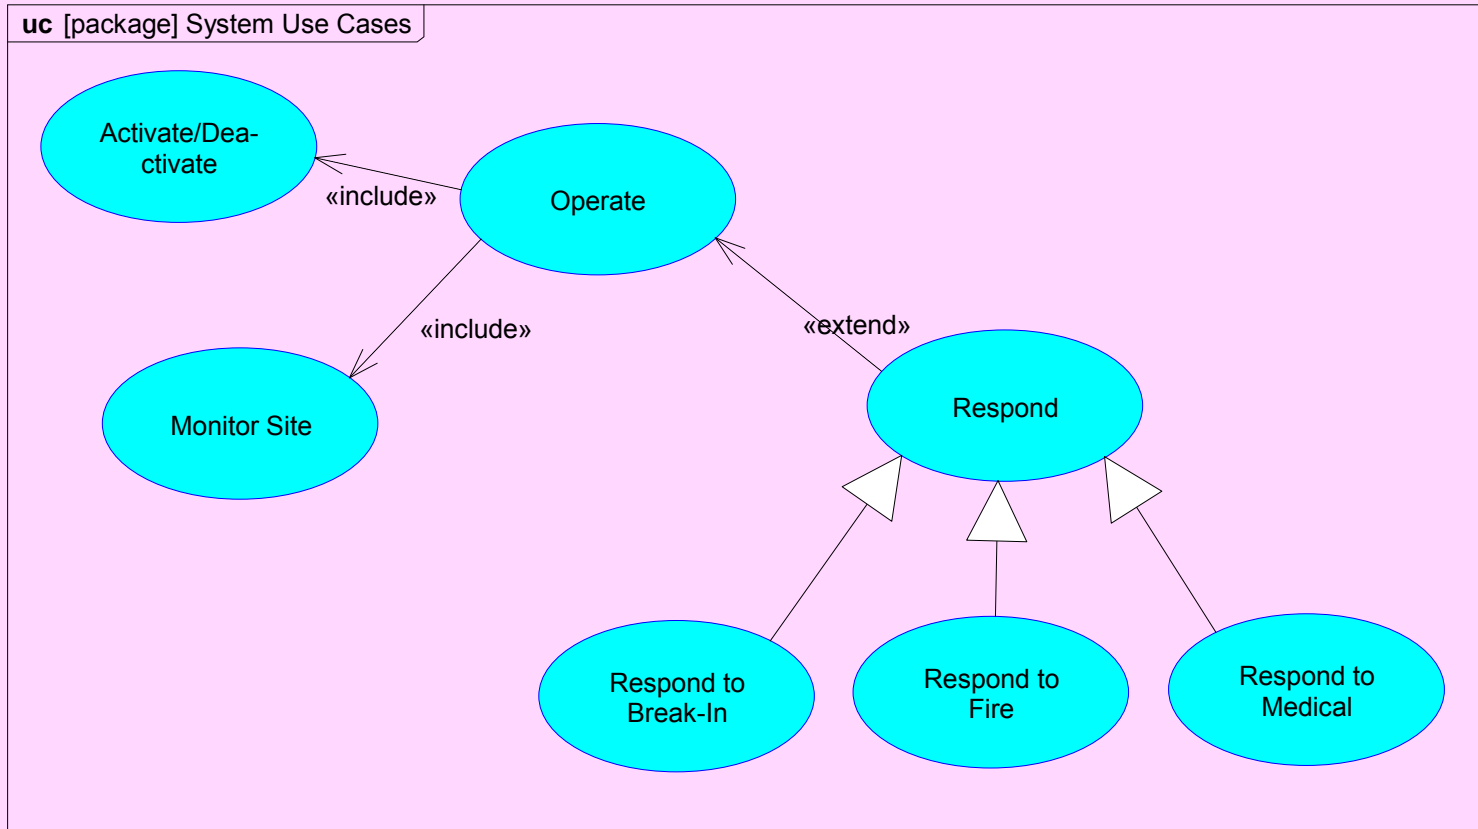 uc [package] System Use Cases
Activate/Dea-
ctivate
«include»
Operate
«include»
«extend»
Monitor Site
Respond
Respond to
Break-In
Respond to
Fire
Respond to
Medical